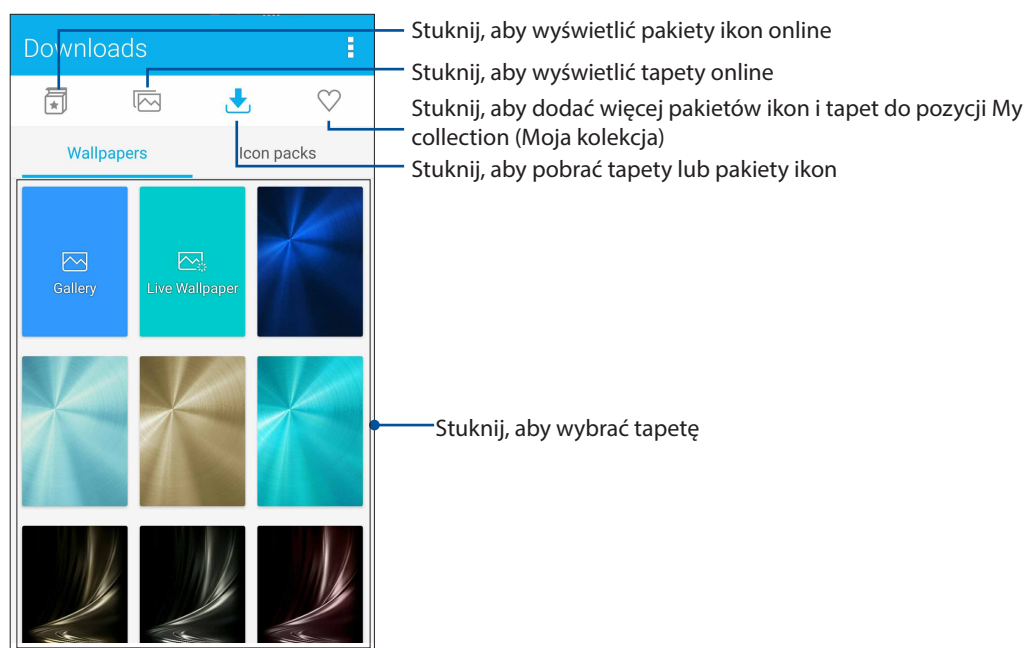 Downloads
Stuknij, aby wyświetlić pakiety ikon online
Stuknij, aby wyświetlić tapety online
Stuknij, aby dodać więcej pakietów ikon i tapet do pozycji My
collection (Moja kolekcja)
Stuknij, aby pobrać tapety lub pakiety ikon
Wallpapers
Icon packs
Gallery
Live Wallpaper
Stuknij, aby wybrać tapetę